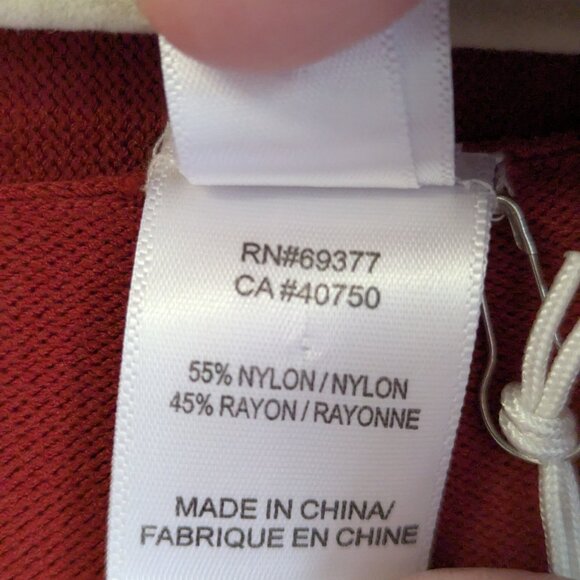 RN#69377
CA #40750
55% NYLON / NYLON
45% RAYON / RAYONNE
MADE IN CHINA/
FABRIQUE EN CHINE